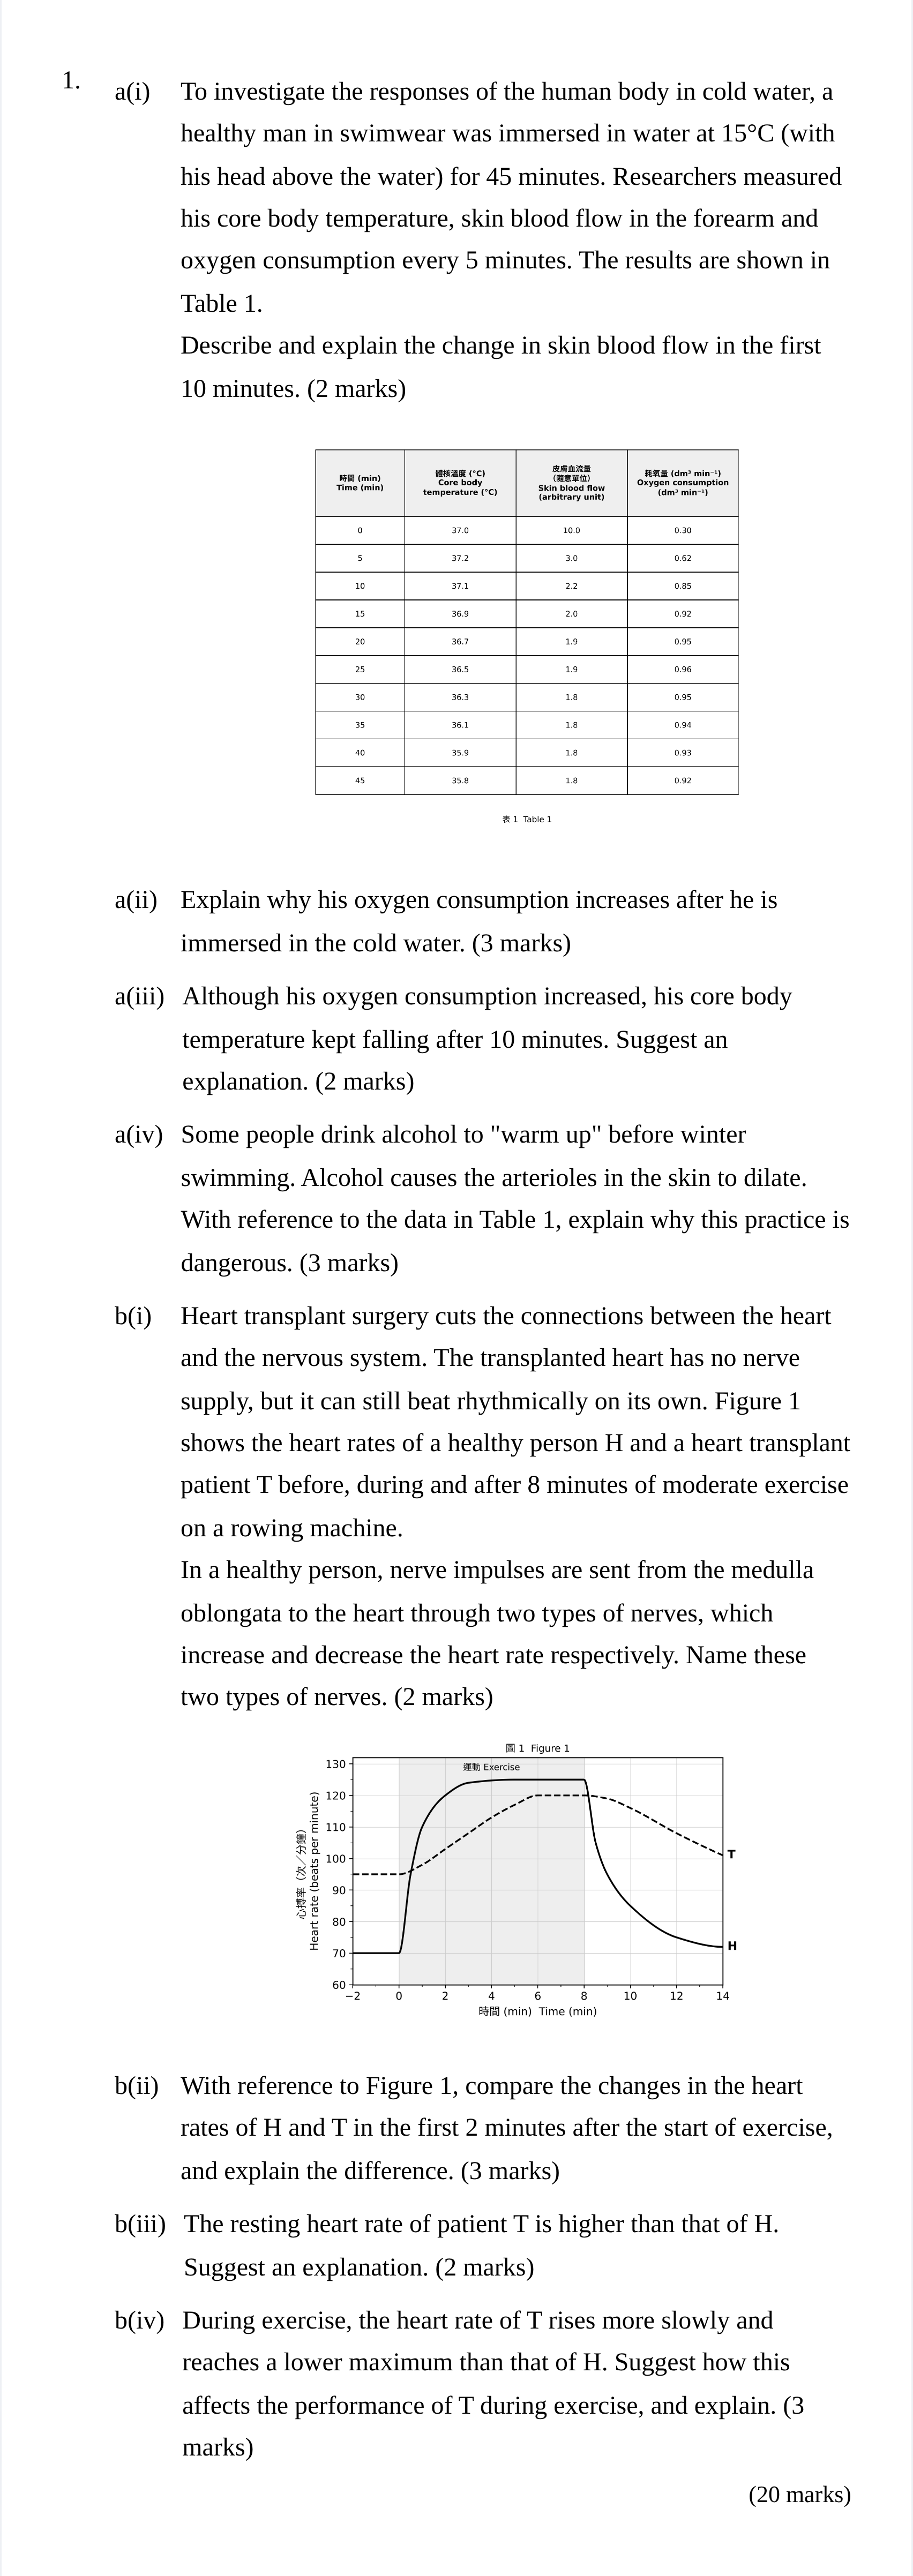 1.
a(i) To investigate the responses of the human body in cold water, a
healthy man in swimwear was immersed in water at 15°C (with
his head above the water) for 45 minutes. Researchers measured
his core body temperature, skin blood flow in the forearm and
oxygen consumption every 5 minutes. The results are shown in
Table 1.
Describe and explain the change in skin blood flow in the first
10 minutes. (2 marks)
時間 (min) Time (min) | 體核溫度 (°C) Core body temperature (°C) | 皮膚血流量 (隨意單位) Skin blood flow (arbitrary unit) | 耗氧量 (dm³ min⁻¹) Oxygen consumption (dm³ min⁻¹)
0 37.0 10.0 0.30
5 37.2 3.0 0.62
10 37.1 2.2 0.85
15 36.9 2.0 0.92
20 36.7 1.9 0.95
25 36.5 1.9 0.96
30 36.3 1.8 0.95
35 36.1 1.8 0.94
40 35.9 1.8 0.93
45 35.8 1.8 0.92
表 1 Table 1
a(ii) Explain why his oxygen consumption increases after he is
immersed in the cold water. (3 marks)
a(iii) Although his oxygen consumption increased, his core body
temperature kept falling after 10 minutes. Suggest an
explanation. (2 marks)
a(iv) Some people drink alcohol to "warm up" before winter
swimming. Alcohol causes the arterioles in the skin to dilate.
With reference to the data in Table 1, explain why this practice is
dangerous. (3 marks)
b(i) Heart transplant surgery cuts the connections between the heart
and the nervous system. The transplanted heart has no nerve
supply, but it can still beat rhythmically on its own. Figure 1
shows the heart rates of a healthy person H and a heart transplant
patient T before, during and after 8 minutes of moderate exercise
on a rowing machine.
In a healthy person, nerve impulses are sent from the medulla
oblongata to the heart through two types of nerves, which
increase and decrease the heart rate respectively. Name these
two types of nerves. (2 marks)
圖 1 Figure 1
運動 Exercise
心搏率（次／分鐘）
Heart rate (beats per minute)
130
120
110
100
90
80
70
60
T
H
−2 0 2 4 6 8 10 12 14
時間 (min) Time (min)
b(ii) With reference to Figure 1, compare the changes in the heart
rates of H and T in the first 2 minutes after the start of exercise,
and explain the difference. (3 marks)
b(iii) The resting heart rate of patient T is higher than that of H.
Suggest an explanation. (2 marks)
b(iv) During exercise, the heart rate of T rises more slowly and
reaches a lower maximum than that of H. Suggest how this
affects the performance of T during exercise, and explain. (3
marks)
(20 marks)